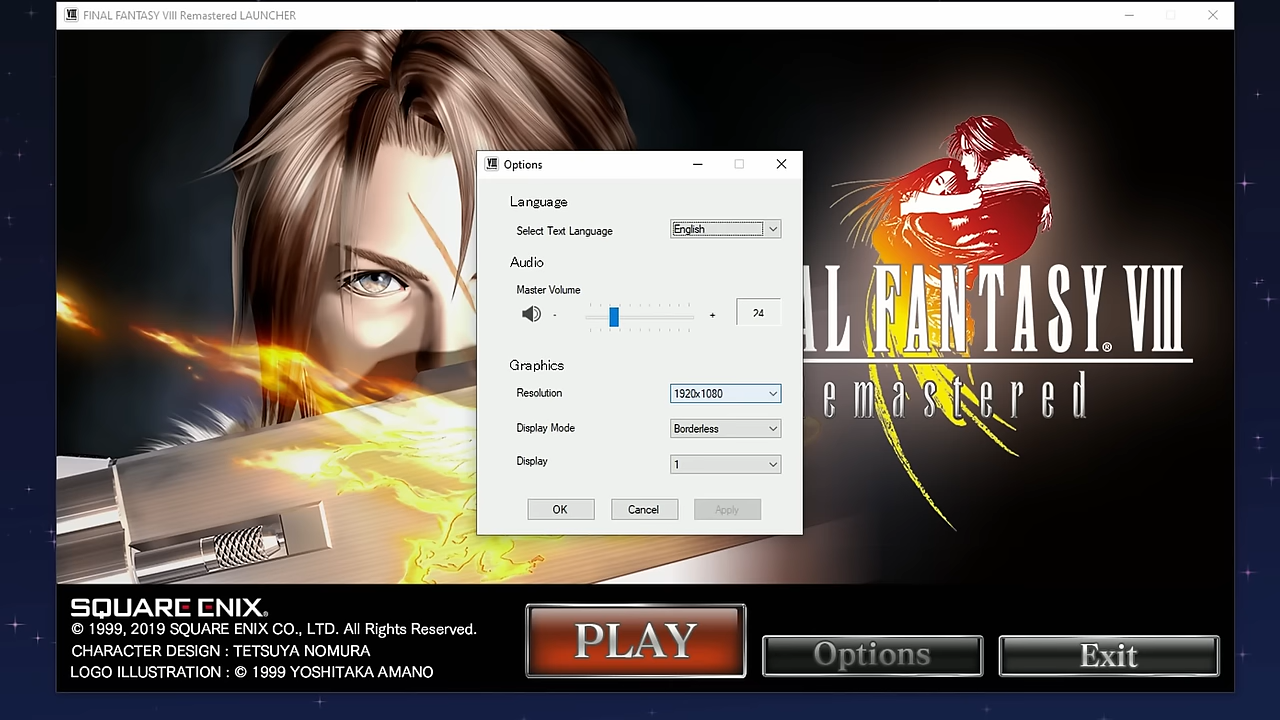 VIII FINAL FANTASY VIII Remastered LAUNCHER
VIII Options
Language
Select Text Language English
Audio
Master Volume
- + 24
Graphics
Resolution 1920x1080
Display Mode Borderless
Display 1
OK Cancel Apply
AL FANTASY VIII
®
emastered
SQUARE ENIX®
© 1999, 2019 SQUARE ENIX CO., LTD. All Rights Reserved.
CHARACTER DESIGN : TETSUYA NOMURA
LOGO ILLUSTRATION : © 1999 YOSHITAKA AMANO
PLAY
Options
Exit